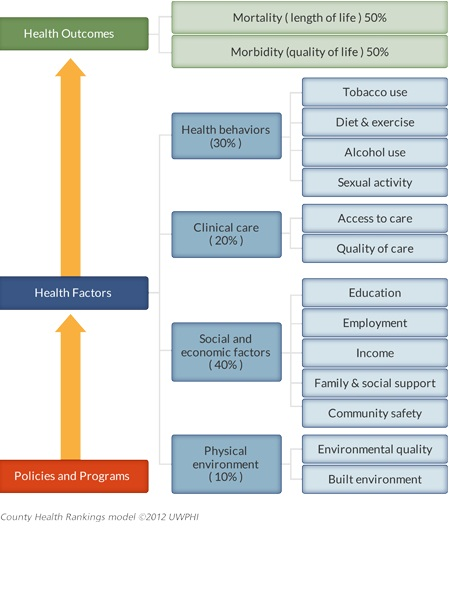 Health Outcomes
Mortality ( length of life ) 50%
Morbidity (quality of life ) 50%
Health Factors
Health behaviors
(30% )
Tobacco use
Diet & exercise
Alcohol use
Sexual activity
Clinical care
( 20% )
Access to care
Quality of care
Social and
economic factors
( 40% )
Education
Employment
Income
Family & social support
Community safety
Physical
environment
( 10% )
Environmental quality
Built environment
Policies and Programs
County Health Rankings model ©2012 UWPHI